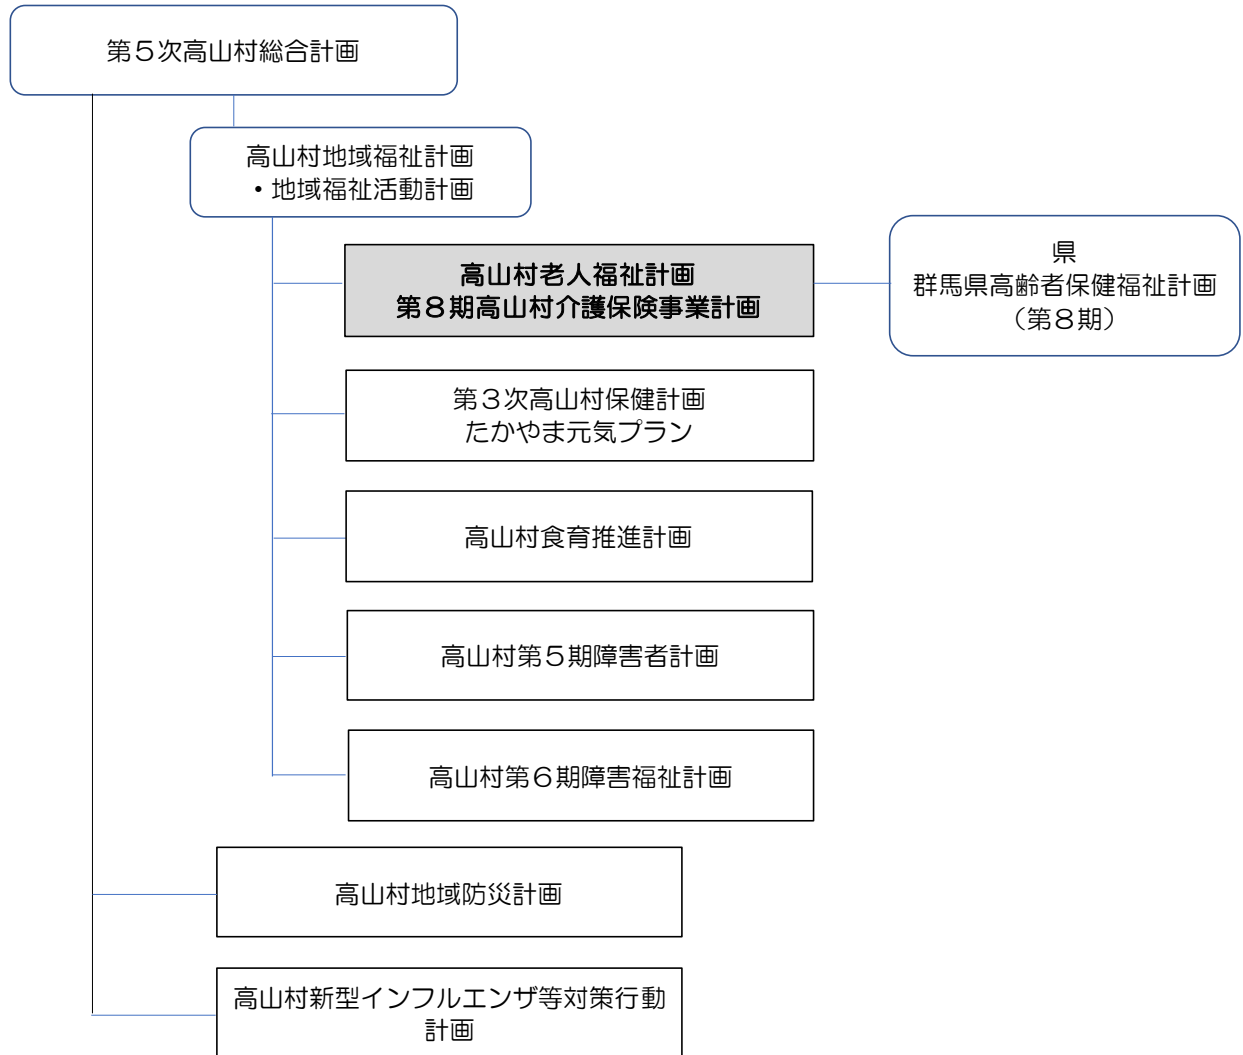 第５次高山村総合計画
高山村地域福祉計画
・地域福祉活動計画
高山村老人福祉計画
第８期高山村介護保険事業計画
県
群馬県高齢者保健福祉計画
（第８期）
第３次高山村保健計画
たかやま元気プラン
高山村食育推進計画
高山村第５期障害者計画
高山村第６期障害福祉計画
高山村地域防災計画
高山村新型インフルエンザ等対策行動
計画